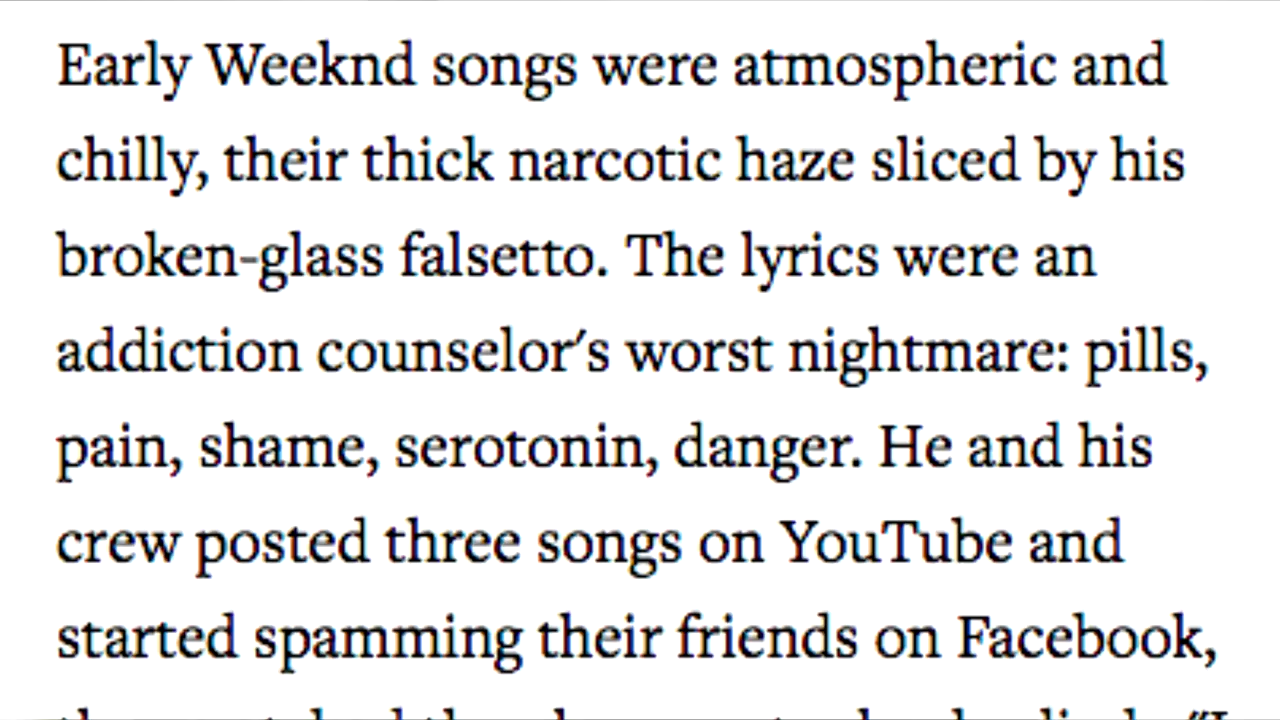 Early Weeknd songs were atmospheric and
chilly, their thick narcotic haze sliced by his
broken-glass falsetto. The lyrics were an
addiction counselor's worst nightmare: pills,
pain, shame, serotonin, danger. He and his
crew posted three songs on YouTube and
started spamming their friends on Facebook,